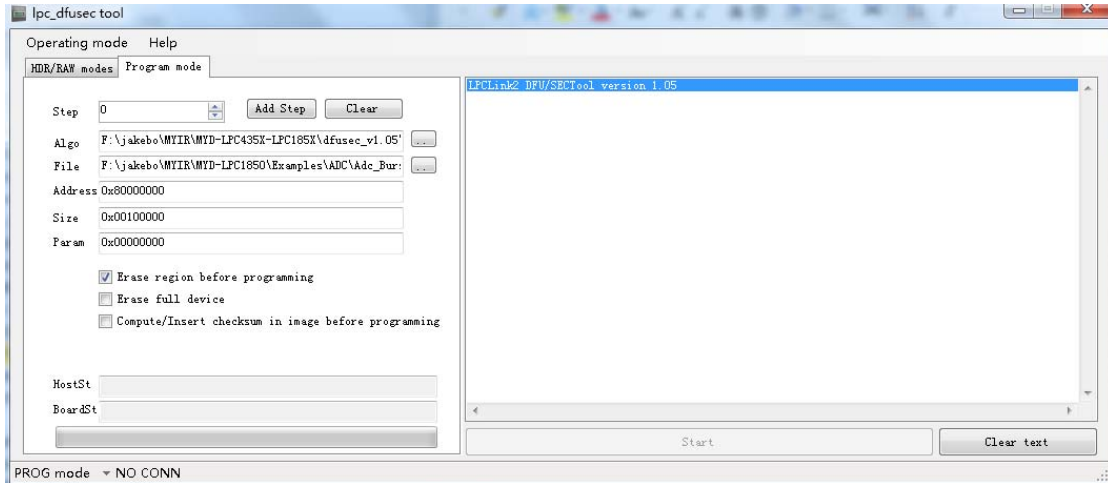 lpc_dfusec tool
Operating mode Help
HDR/RAW modes Program mode
Step 0 Add Step Clear
Algo F:\jakebo\MYIR\MYD-LPC435X-LPC185X\dfusec_v1.05' ..
File F:\jakebo\MYIR\MYD-LPC1850\Examples\ADC\Adc_Bur: ..
Address 0x80000000
Size 0x00100000
Param 0x00000000
Erase region before programming
Erase full device
Compute/Insert checksum in image before programming
HostSt
BoardSt
LPCLink2 DFU/SECTool version 1.05
Start Clear text
PROG mode NO CONN